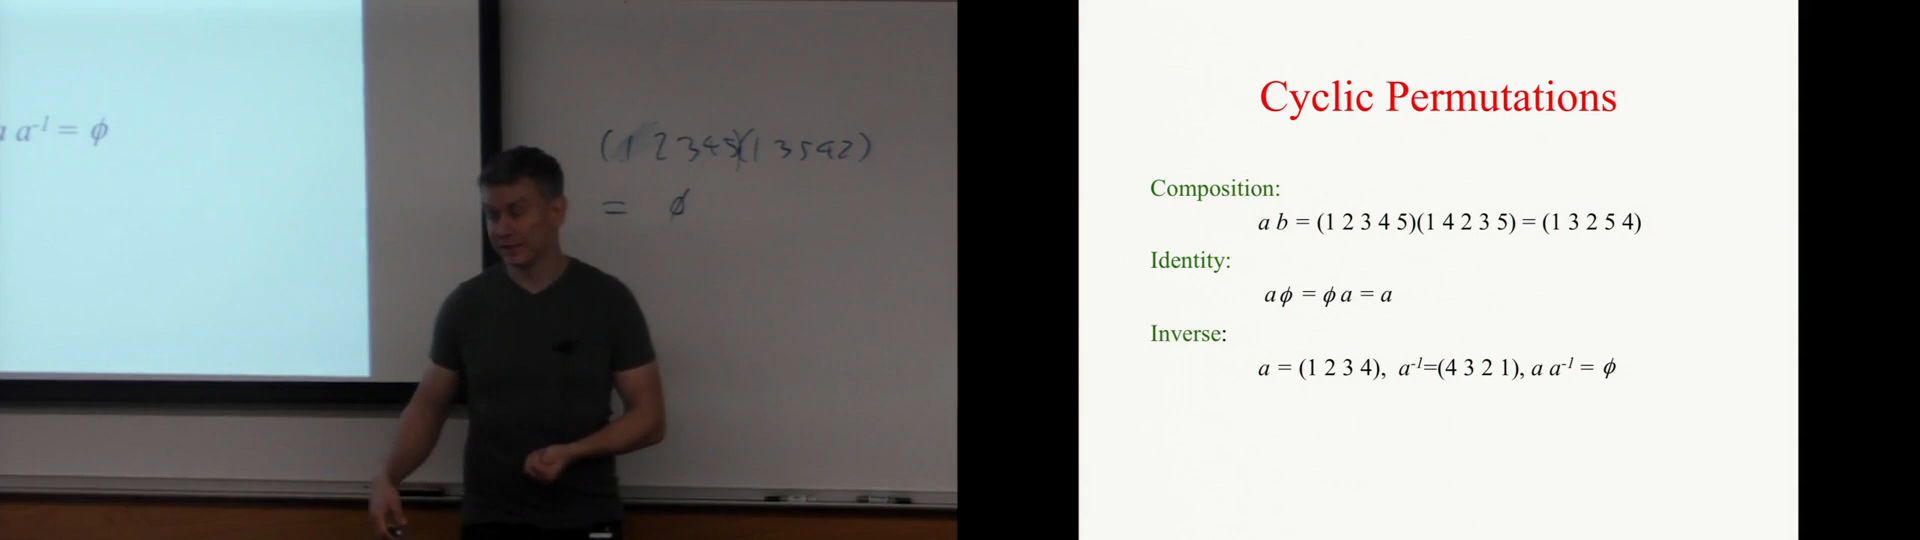 a⁻¹ = ϕ
(1 2 3 4 5)(1 3 5 4 2)
= ϕ
Cyclic Permutations
Composition:
a b = (1 2 3 4 5)(1 4 2 3 5) = (1 3 2 5 4)
Identity:
a ϕ = ϕ a = a
Inverse:
a = (1 2 3 4), a⁻¹=(4 3 2 1), a a⁻¹ = ϕ